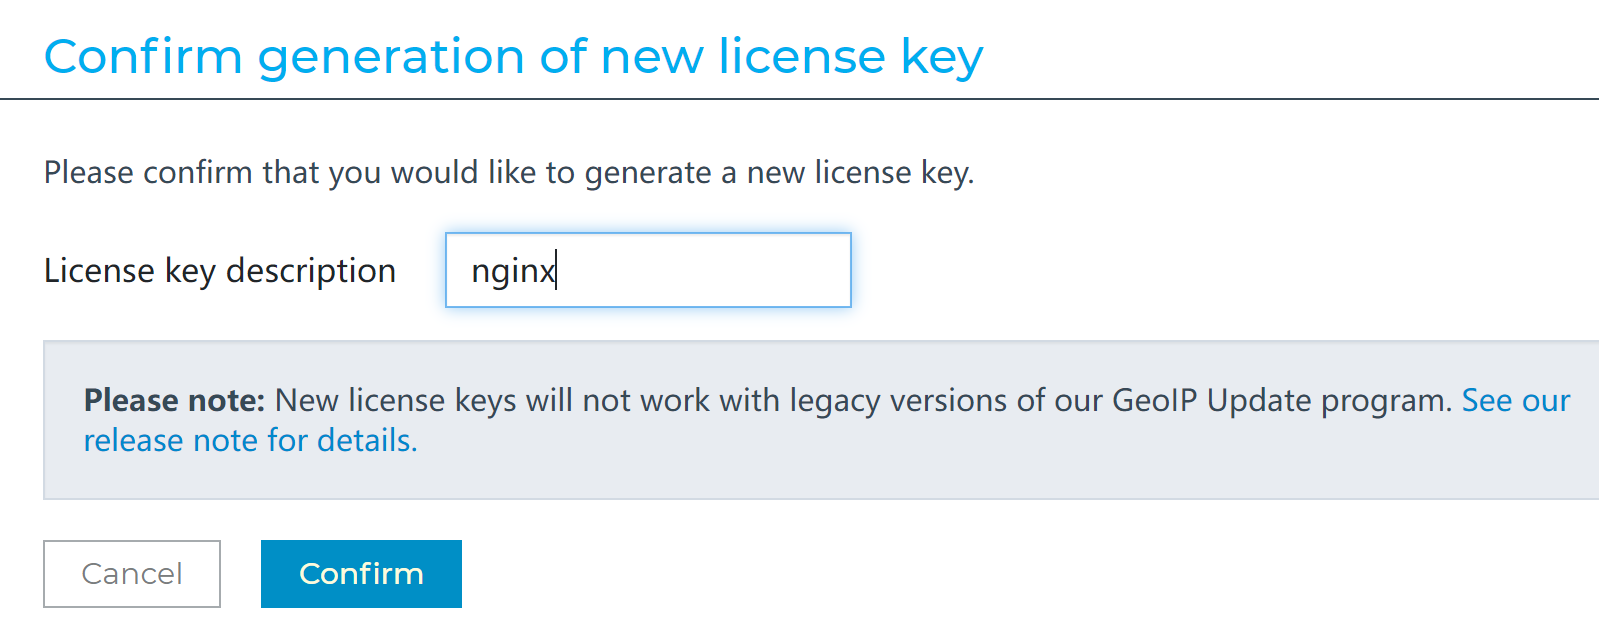 Confirm generation of new license key
Please confirm that you would like to generate a new license key.
License key description
nginx
Please note: New license keys will not work with legacy versions of our GeoIP Update program. See our
release note for details.
Cancel
Confirm